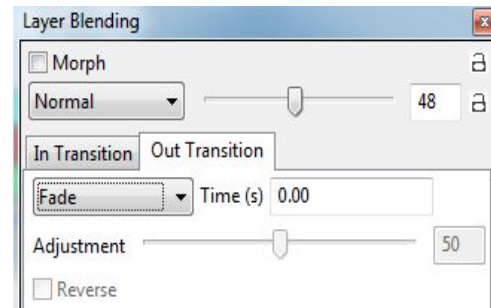 Layer Blending
Morph
Normal 48
In Transition Out Transition
Fade Time (s) 0.00
Adjustment 50
Reverse